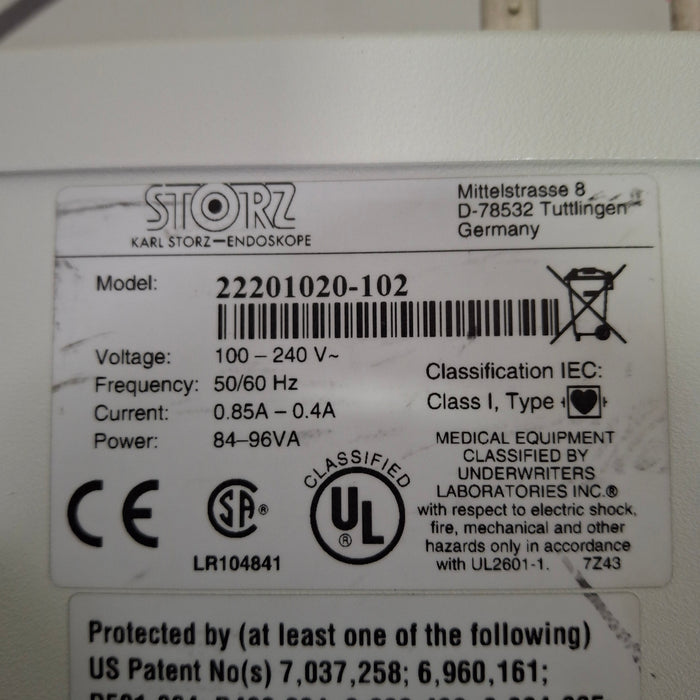 STORZ
KARL STORZ—ENDOSKOPE
Mittelstrasse 8
D-78532 Tuttlingen
Germany
Model: 22201020-102
Voltage: 100 – 240 V~
Frequency: 50/60 Hz
Current: 0.85A – 0.4A
Power: 84–96VA
Classification IEC:
Class I, Type
CE
SA®
LR104841
CLASSIFIED
UL
®
MEDICAL EQUIPMENT
CLASSIFIED BY
UNDERWRITERS
LABORATORIES INC.®
with respect to electric shock,
fire, mechanical and other
hazards only in accordance
with UL2601-1. 7Z43
Protected by (at least one of the following)
US Patent No(s) 7,037,258; 6,960,161;